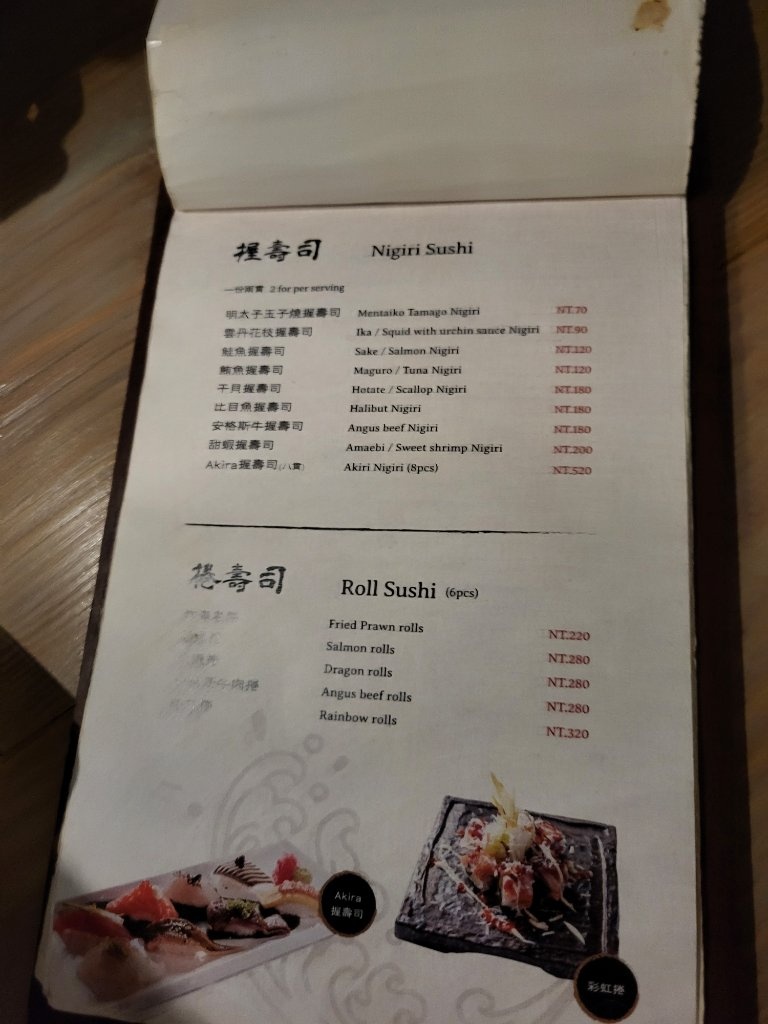 握壽司 Nigiri Sushi
一份兩貫 2 for per serving
明太子玉子燒握壽司 Mentaiko Tamago Nigiri NT.70
雲丹花枝握壽司 Ika / Squid with urchin sauce Nigiri NT.90
鮭魚握壽司 Sake / Salmon Nigiri NT.120
鮪魚握壽司 Maguro / Tuna Nigiri NT.120
干貝握壽司 Hotate / Scallop Nigiri NT.180
比目魚握壽司 Halibut Nigiri NT.180
安格斯牛握壽司 Angus beef Nigiri NT.180
甜蝦握壽司 Amaebi / Sweet shrimp Nigiri NT.200
Akira握壽司(八貫) Akiri Nigiri (8pcs) NT.520
捲壽司 Roll Sushi (6pcs)
Fried Prawn rolls NT.220
Salmon rolls NT.280
Dragon rolls NT.280
牛肉捲 Angus beef rolls NT.280
Rainbow rolls NT.320
Akira
握壽司
彩虹捲